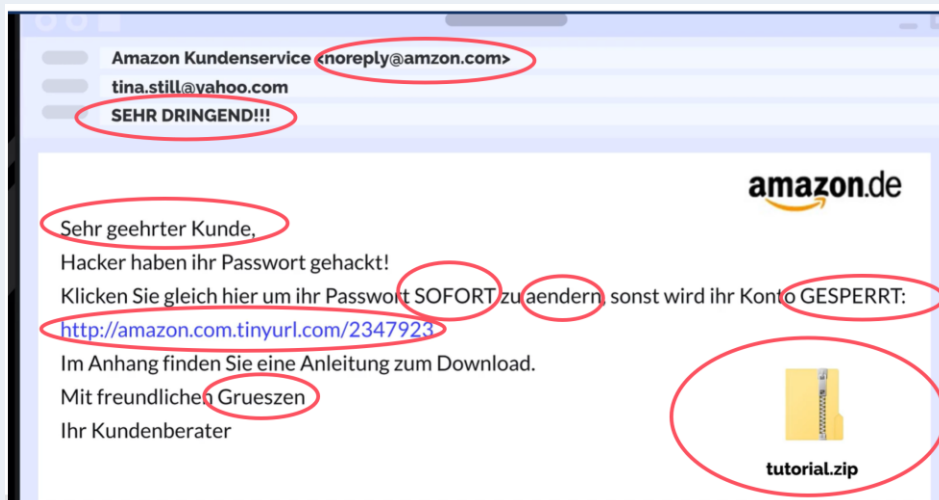 Amazon Kundenservice <noreply@amzon.com>
tina.still@yahoo.com
SEHR DRINGEND!!!
amazon.de
Sehr geehrter Kunde,
Hacker haben ihr Passwort gehackt!
Klicken Sie gleich hier um ihr Passwort SOFORT zu aendern, sonst wird ihr Konto GESPERRT:
http://amazon.com.tinyurl.com/2347923
Im Anhang finden Sie eine Anleitung zum Download.
Mit freundlichen Grueszen
Ihr Kundenberater
tutorial.zip